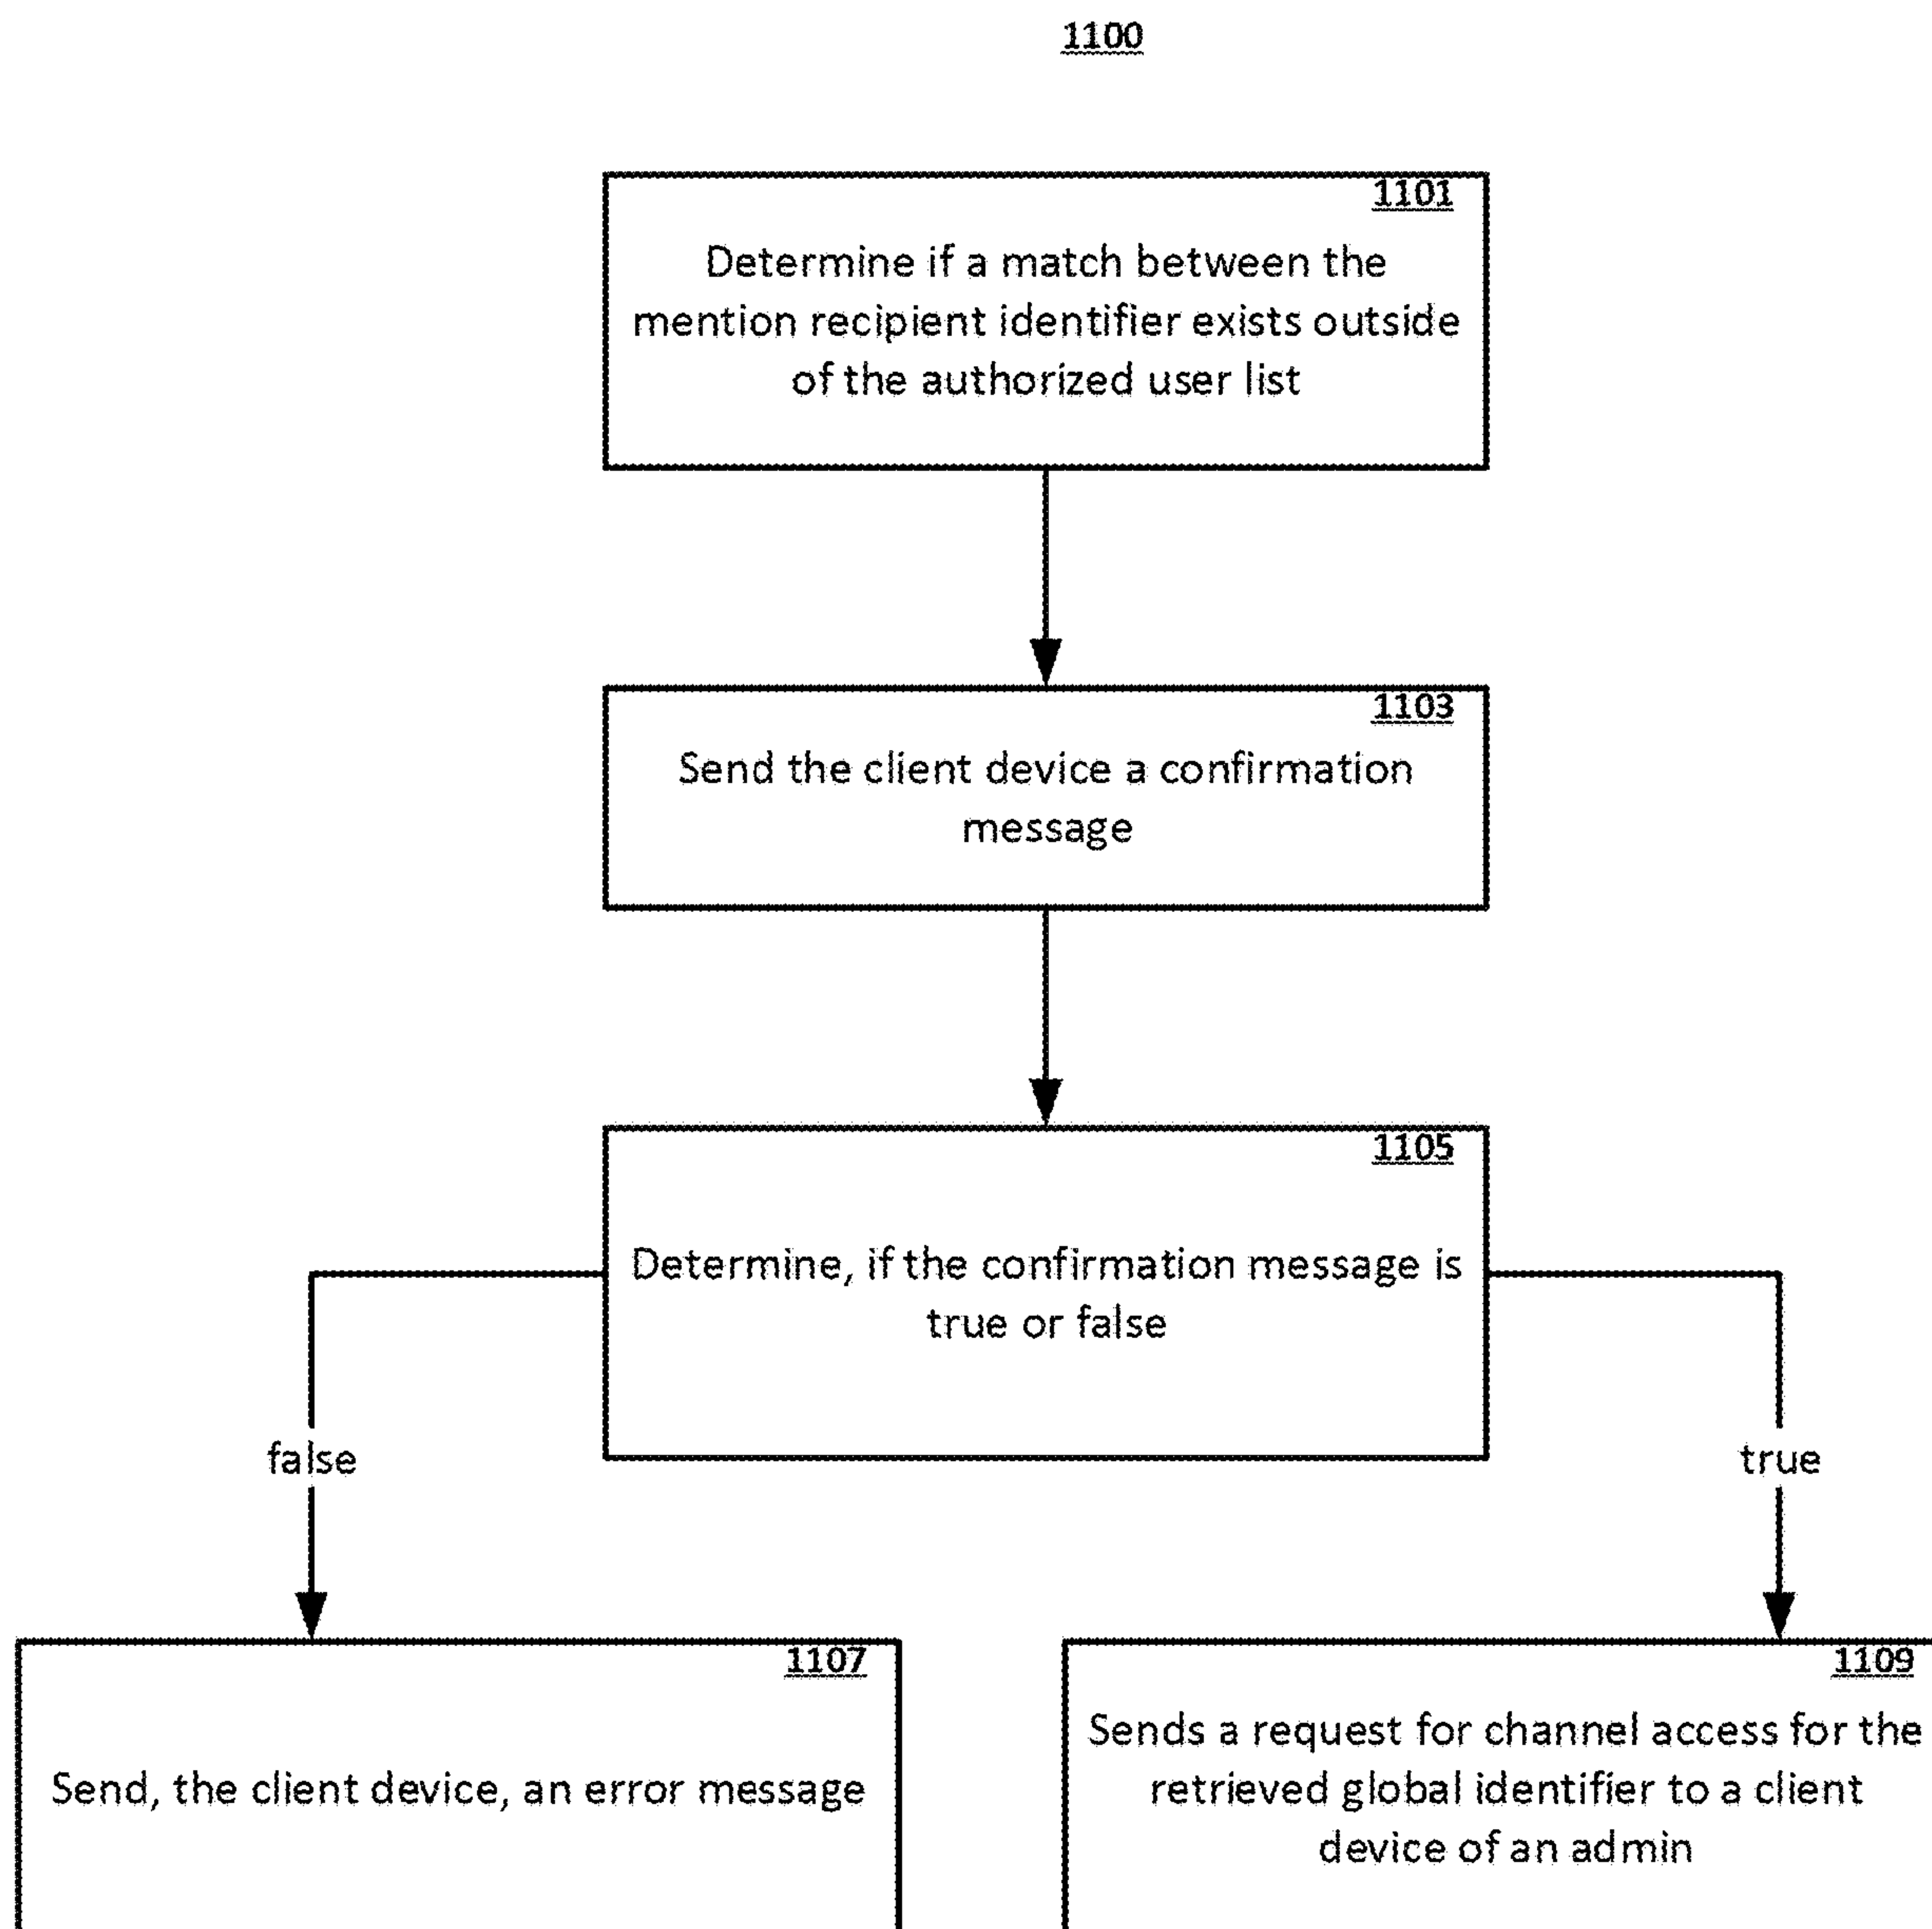 1100
1101
Determine if a match between the
mention recipient identifier exists outside
of the authorized user list
1103
Send the client device a confirmation
message
1105
Determine, if the confirmation message is
true or false
false
true
1107
Send, the client device, an error message
1109
Sends a request for channel access for the
retrieved global identifier to a client
device of an admin